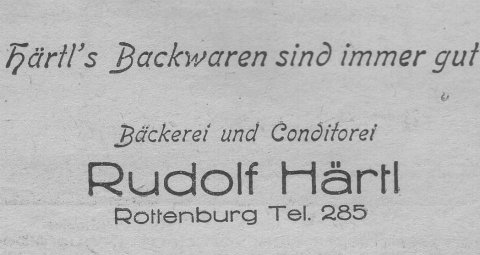 Härtl's Backwaren sind immer gut
Bäckerei und Conditorei
Rudolf Härtl
Rottenburg Tel. 285